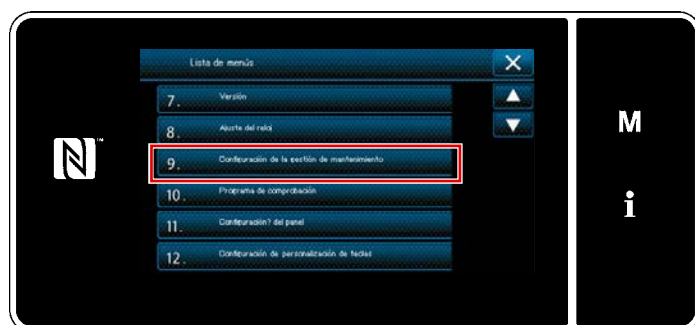 Lista de menús
7. Versión
8. Ajuste del reloj
9. Configuración de la gestión de mantenimiento
10. Programa de comprobación
11. Configuración? del panel
12. Configuración de personalización de teclas
M
i